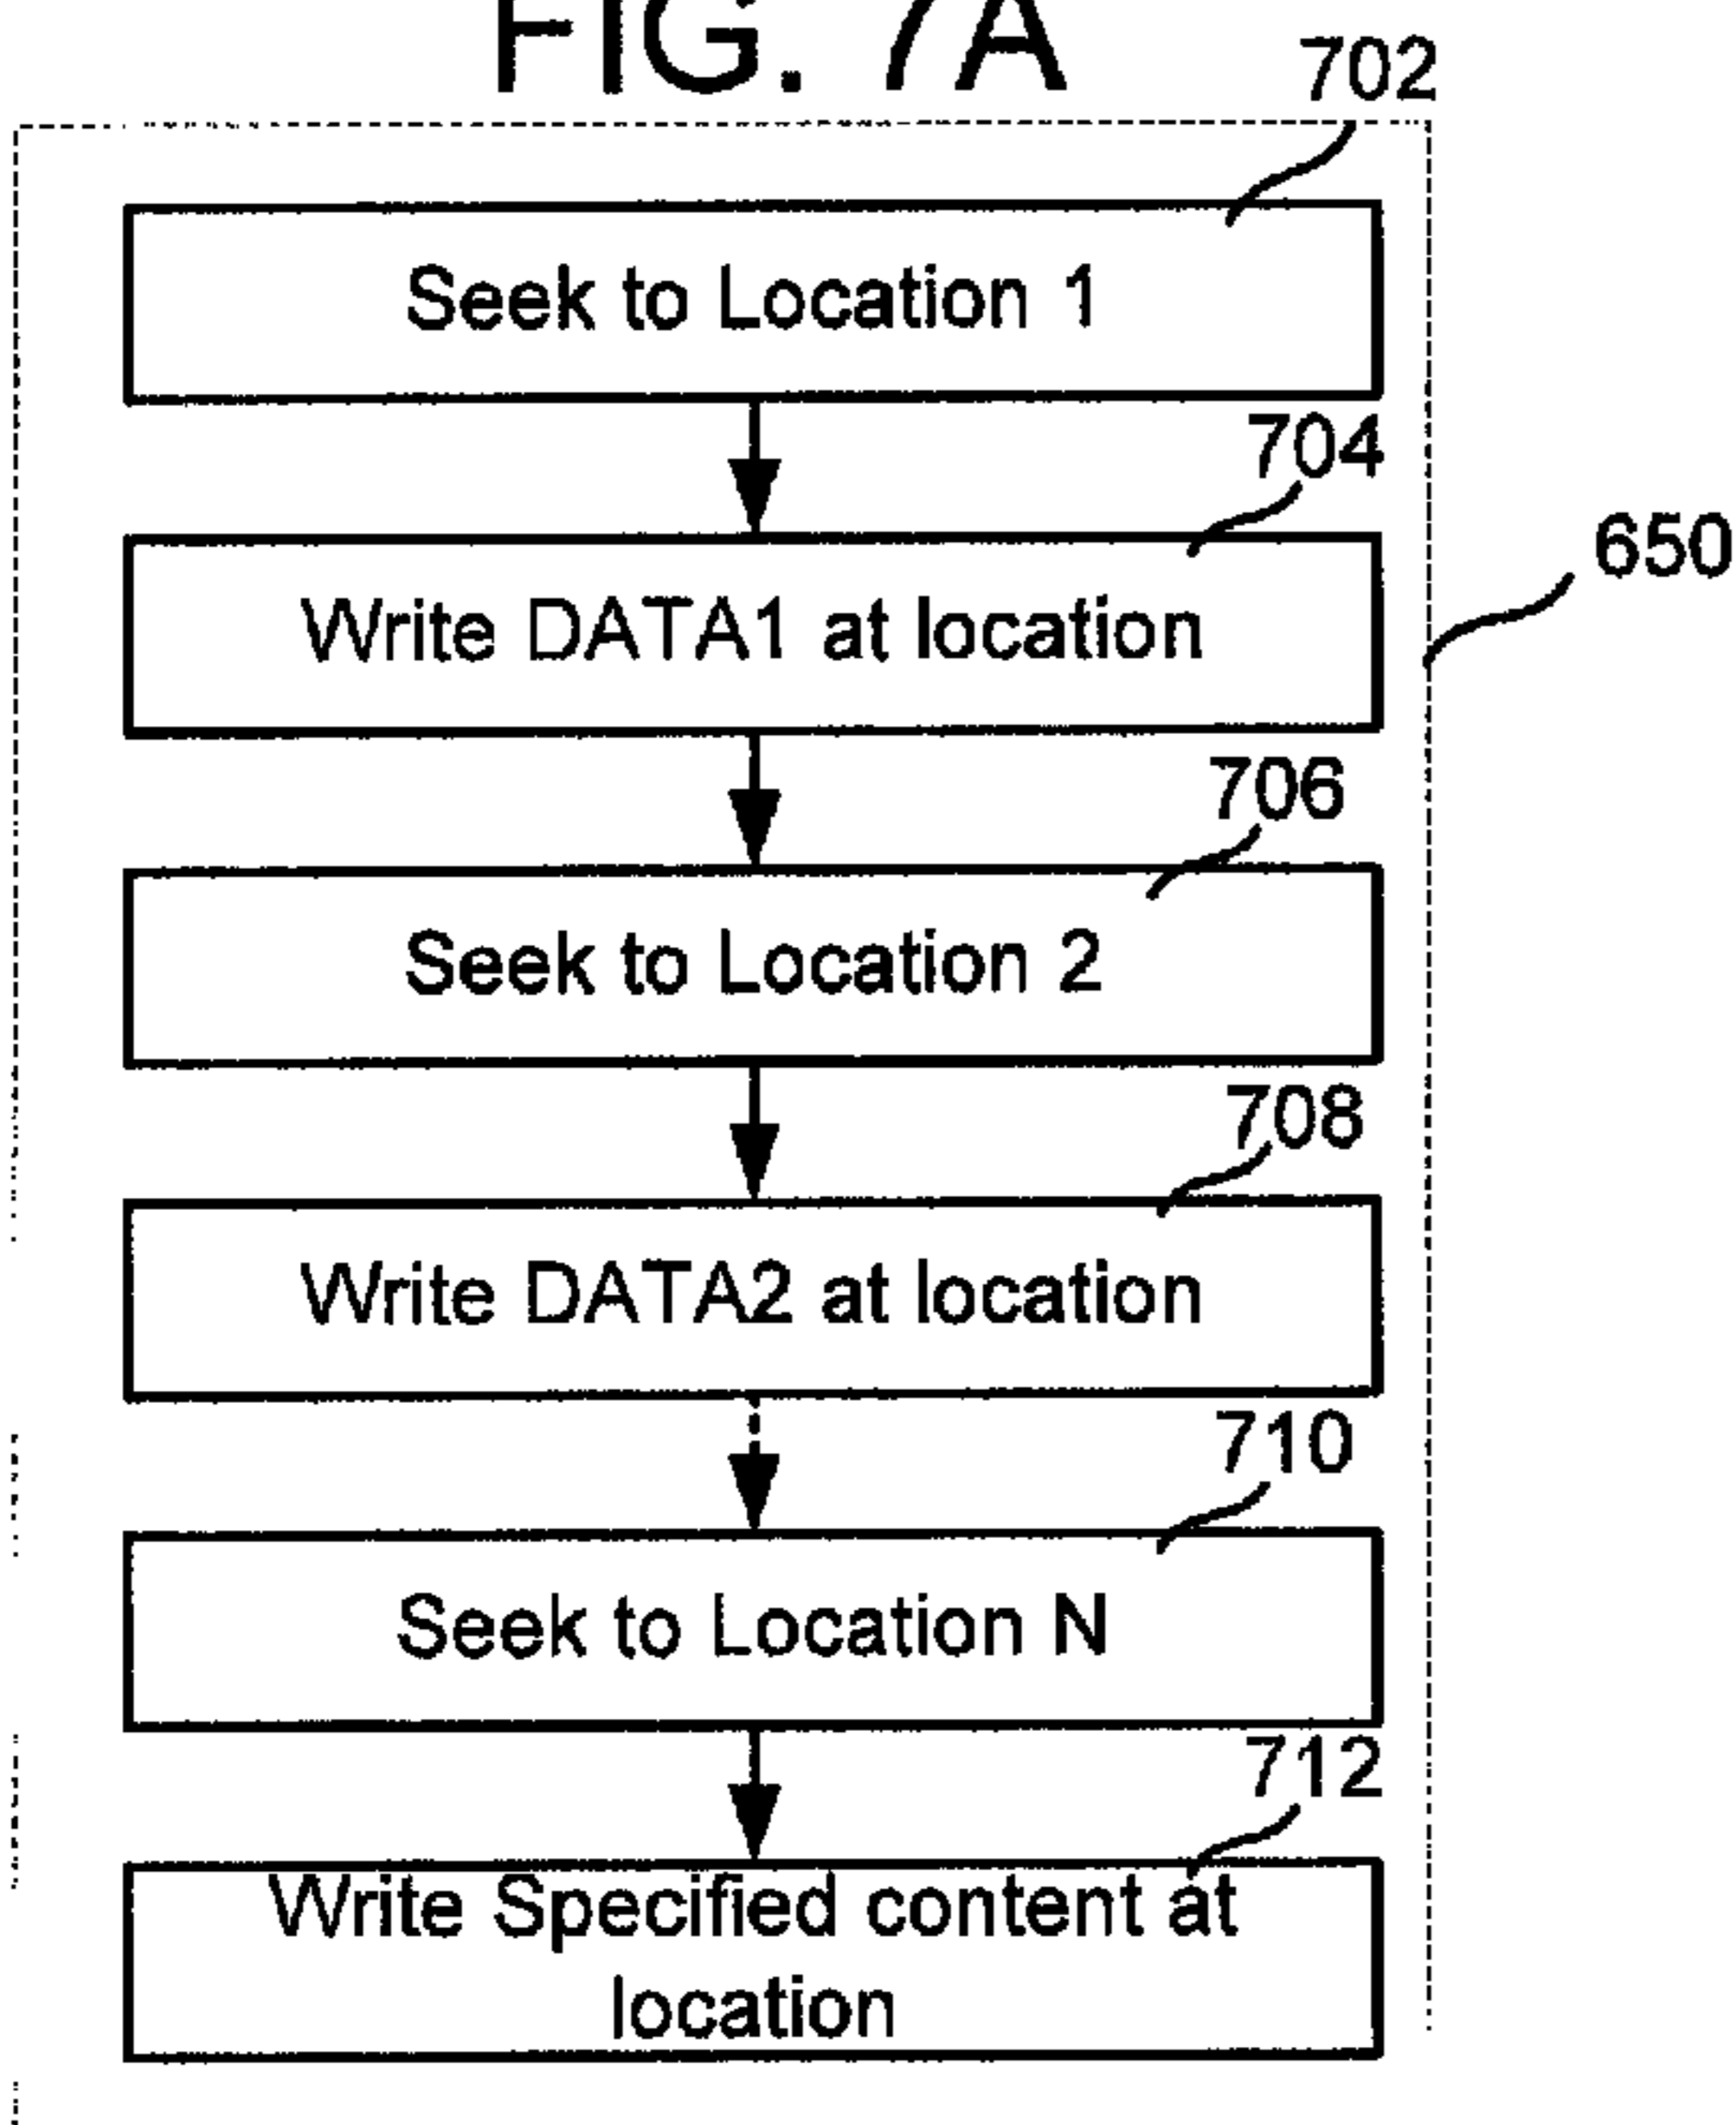 FIG. 7A
702
Seek to Location 1
704
Write DATA1 at location
650
706
Seek to Location 2
708
Write DATA2 at location
710
Seek to Location N
712
Write Specified content at
location